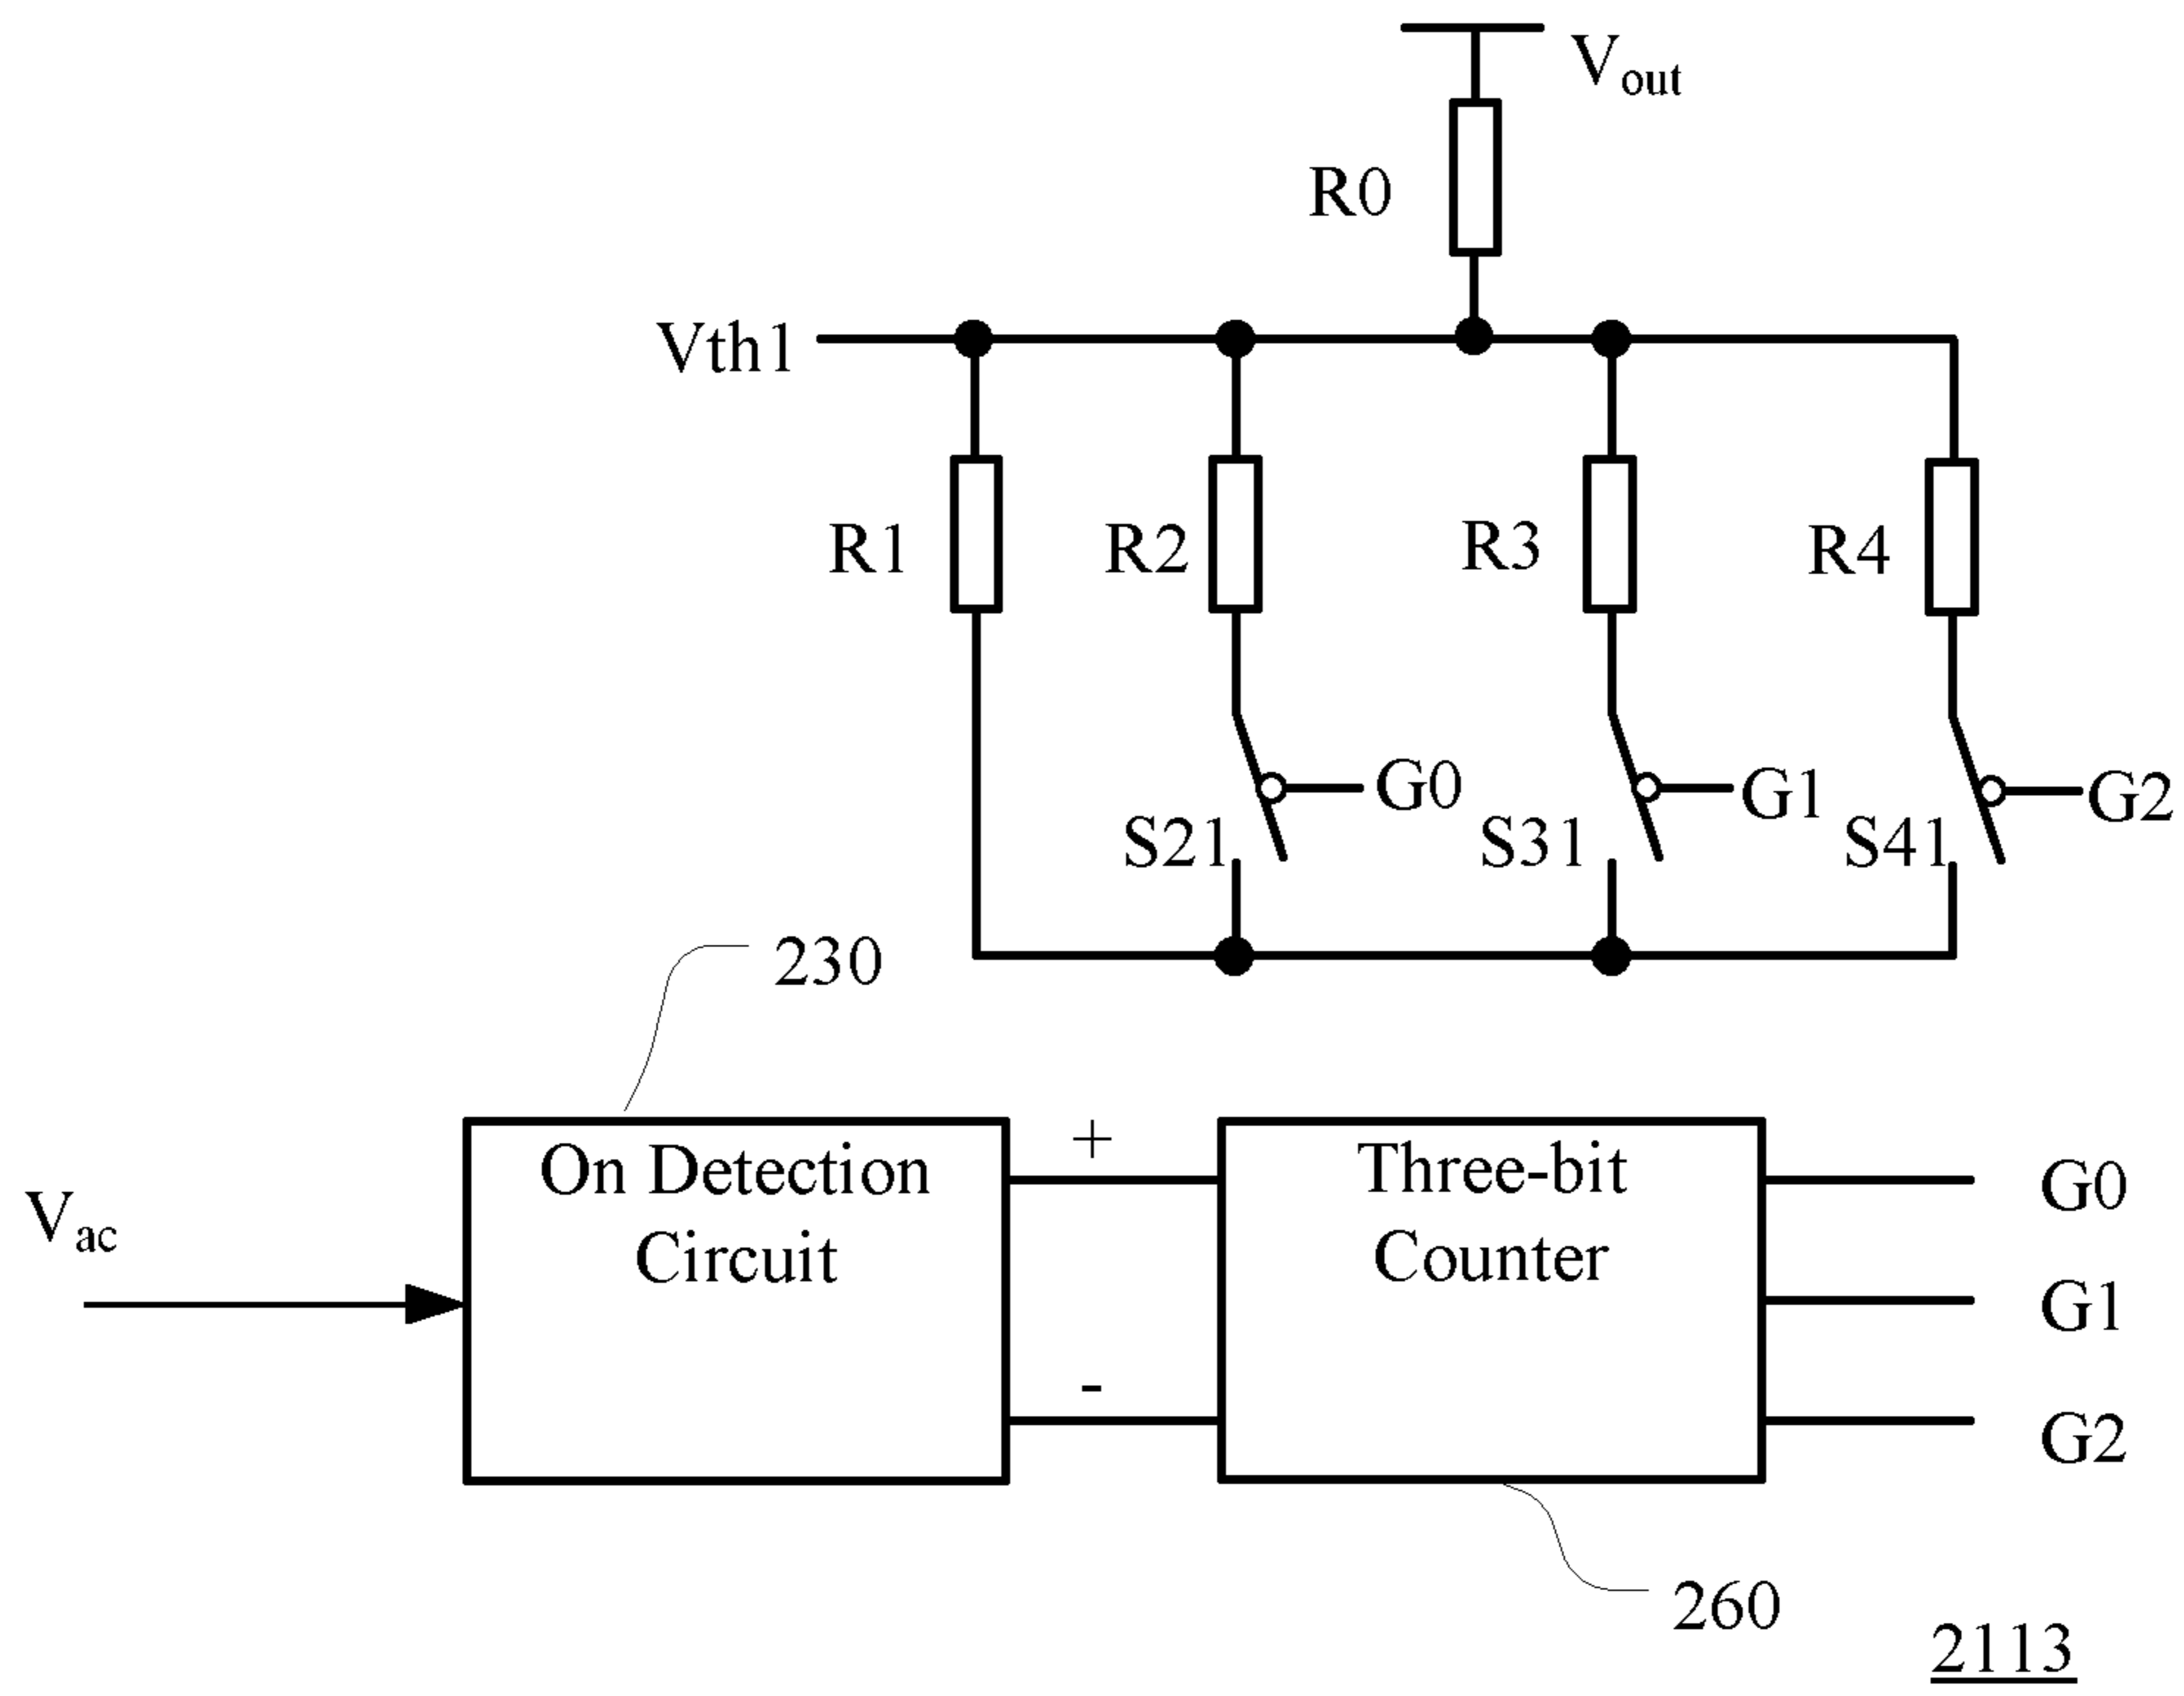 Vout
R0
Vth1
R1 R2 R3 R4
G0 G1 G2
S21 S31 S41
230
+
On Detection Circuit
Three-bit Counter
Vac
G0
G1
-
G2
260
2113